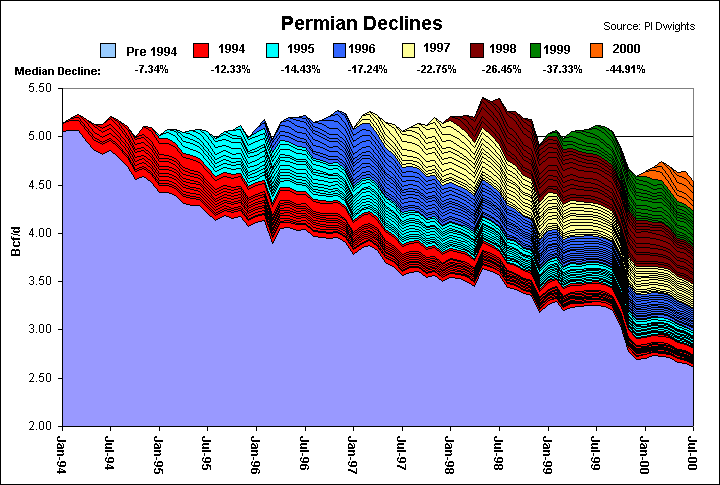 Permian Declines
Source: PI Dwights
Pre 1994 1994 1995 1996 1997 1998 1999 2000
Median Decline: -7.34% -12.33% -14.43% -17.24% -22.75% -26.45% -37.33% -44.91%
5.50
5.00
4.50
4.00
3.50
3.00
2.50
2.00
Bcf/d
Jan-94 Jul-94 Jan-95 Jul-95 Jan-96 Jul-96 Jan-97 Jul-97 Jan-98 Jul-98 Jan-99 Jul-99 Jan-00 Jul-00